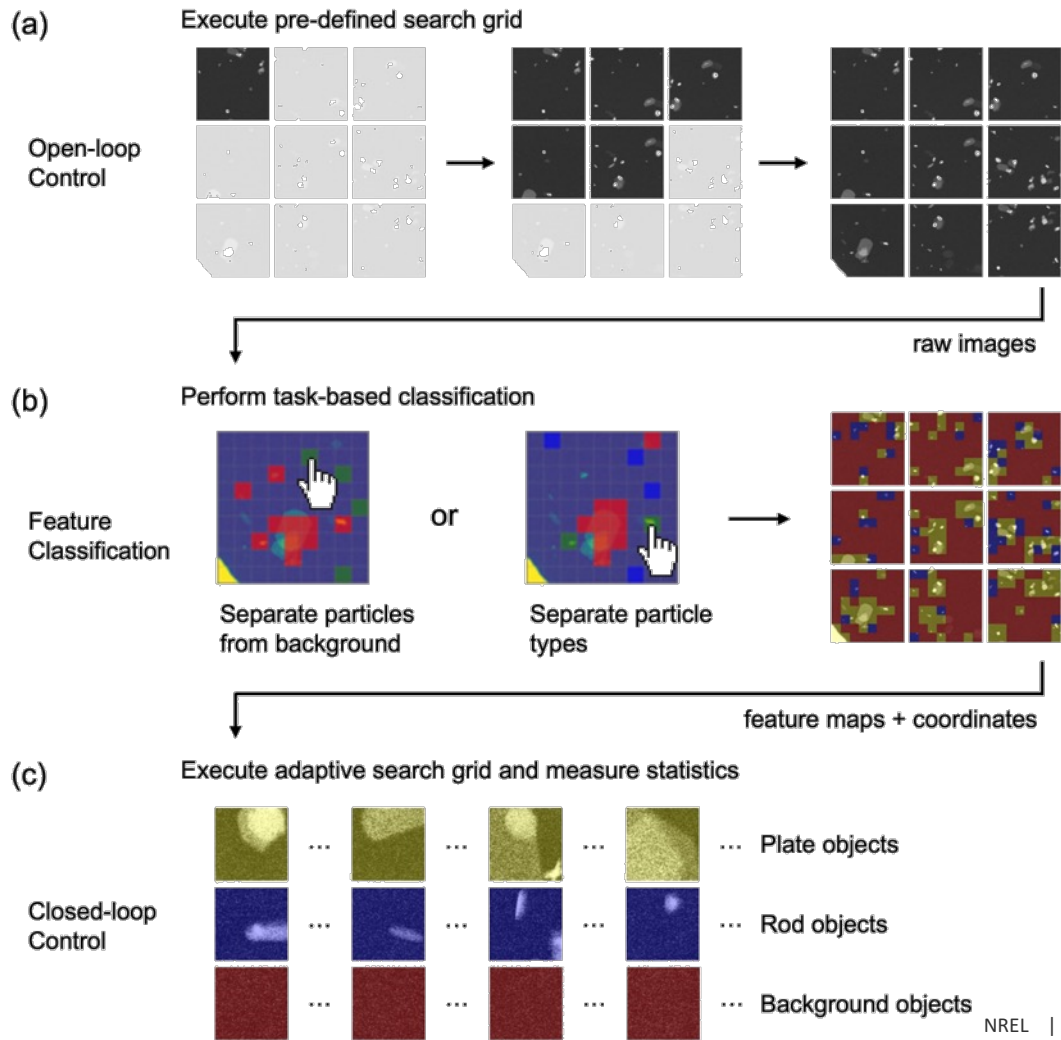 (a)
Execute pre-defined search grid
Open-loop
Control
raw images
(b)
Perform task-based classification
Feature
Classification
or
Separate particles
from background
Separate particle
types
feature maps + coordinates
(c)
Execute adaptive search grid and measure statistics
Closed-loop
Control
... ... ... ... Plate objects
... ... ... ... Rod objects
... ... ... ... Background objects
NREL |